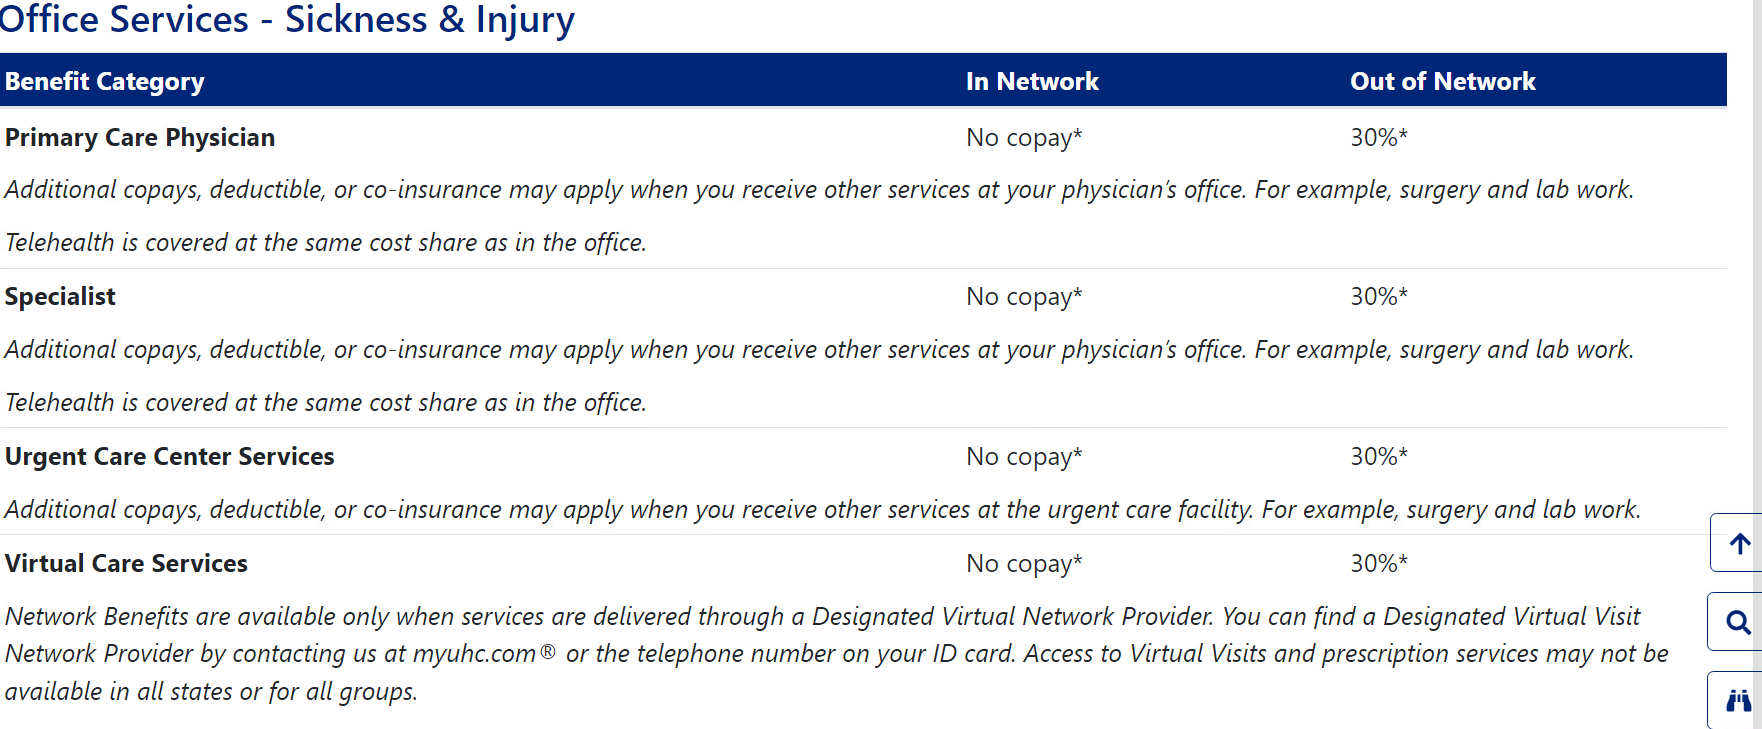 Office Services - Sickness & Injury
Benefit Category In Network Out of Network
Primary Care Physician No copay* 30%*
Additional copays, deductible, or co-insurance may apply when you receive other services at your physician’s office. For example, surgery and lab work.
Telehealth is covered at the same cost share as in the office.
Specialist No copay* 30%*
Additional copays, deductible, or co-insurance may apply when you receive other services at your physician’s office. For example, surgery and lab work.
Telehealth is covered at the same cost share as in the office.
Urgent Care Center Services No copay* 30%*
Additional copays, deductible, or co-insurance may apply when you receive other services at the urgent care facility. For example, surgery and lab work.
Virtual Care Services No copay* 30%*
Network Benefits are available only when services are delivered through a Designated Virtual Network Provider. You can find a Designated Virtual Visit
Network Provider by contacting us at myuhc.com® or the telephone number on your ID card. Access to Virtual Visits and prescription services may not be
available in all states or for all groups.